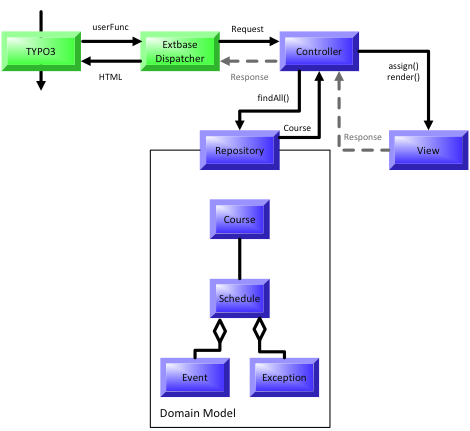 userFunc
Request
TYPO3
Extbase
Dispatcher
Controller
HTML
Response
assign()
render()
findAll()
Course
Response
Repository
View
Course
Schedule
Event
Exception
Domain Model